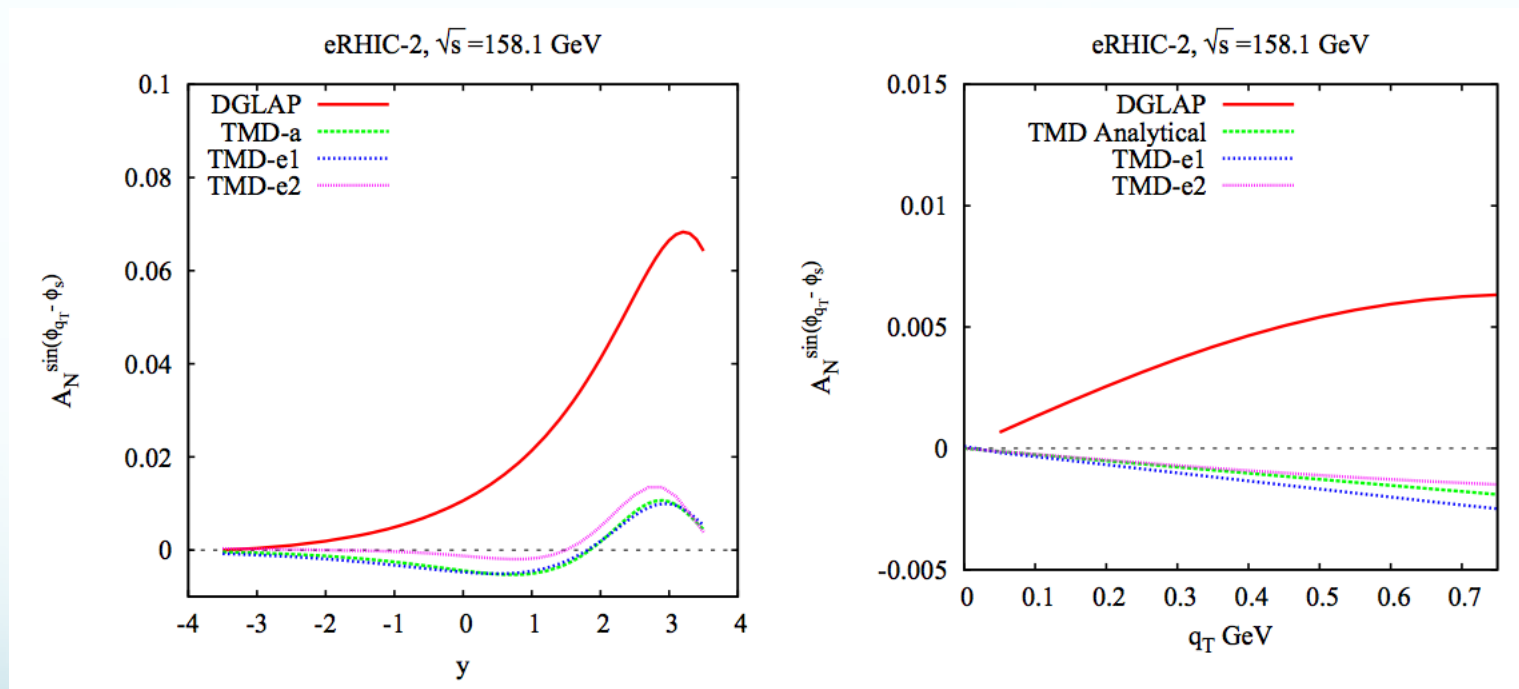 eRHIC-2, √s =158.1 GeV
DGLAP
TMD-a
TMD-e1
TMD-e2
0.1
0.08
0.06
0.04
0.02
0
A_N^sin(ϕ_qT - ϕ_s)
-4 -3 -2 -1 0 1 2 3 4
y
eRHIC-2, √s =158.1 GeV
DGLAP
TMD Analytical
TMD-e1
TMD-e2
0.015
0.01
0.005
0
-0.005
A_N^sin(ϕ_qT - ϕ_s)
0 0.1 0.2 0.3 0.4 0.5 0.6 0.7
q_T GeV